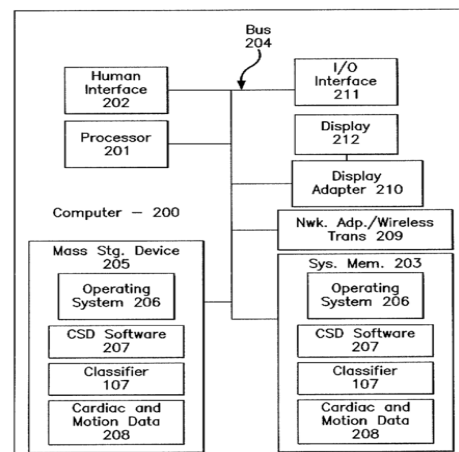 Bus
204
Human
Interface
202
I/O
Interface
211
Processor
201
Display
212
Display
Adapter 210
Computer - 200
Nwk. Adp./Wireless
Trans 209
Mass Stg. Device
205
Operating
System 206
CSD Software
207
Classifier
107
Cardiac and
Motion Data
208
Sys. Mem. 203
Operating
System 206
CSD Software
207
Classifier
107
Cardiac and
Motion Data
208